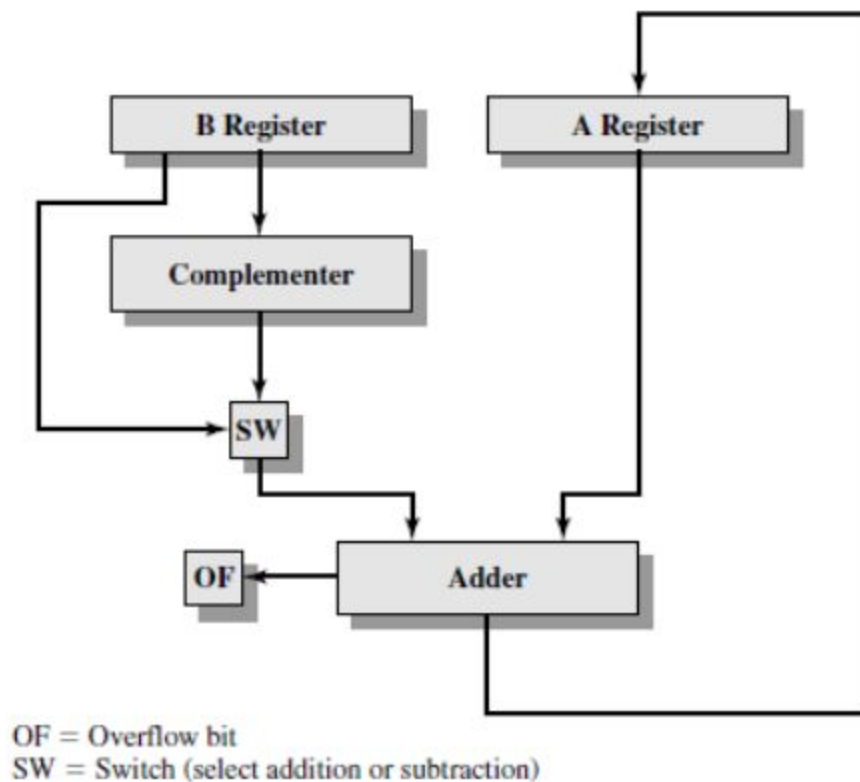 B Register
A Register
Complementer
SW
OF
Adder
OF = Overflow bit
SW = Switch (select addition or subtraction)